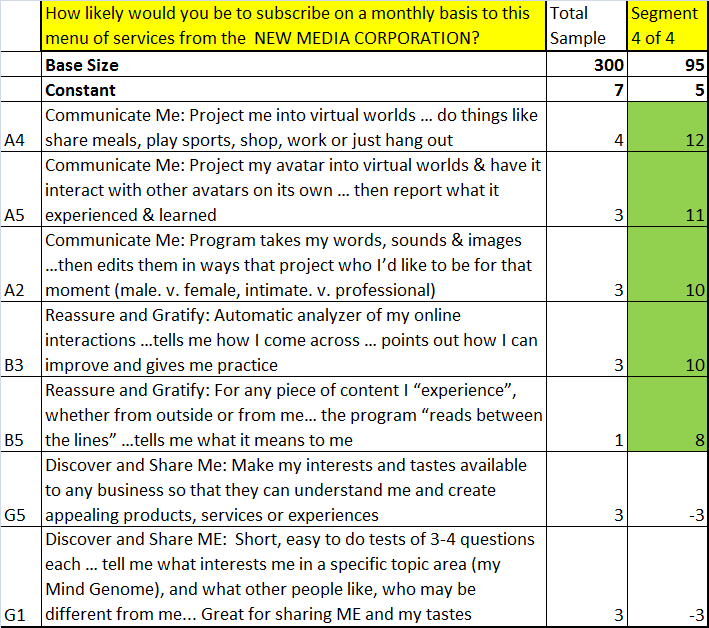 How likely would you be to subscribe on a monthly basis to this Total Segment
menu of services from the NEW MEDIA CORPORATION? Sample 4 of 4
Base Size 300 95
Constant 7 5
Communicate Me: Project me into virtual worlds … do things like
A4 share meals, play sports, shop, work or just hang out 4 12
Communicate Me: Project my avatar into virtual worlds & have it
interact with other avatars on its own … then report what it
A5 experienced & learned 3 11
Communicate Me: Program takes my words, sounds & images
…then edits them in ways that project who I’d like to be for that
A2 moment (male. v. female, intimate. v. professional) 3 10
Reassure and Gratify: Automatic analyzer of my online
interactions …tells me how I come across … points out how I can
B3 improve and gives me practice 3 10
Reassure and Gratify: For any piece of content I “experience”,
whether from outside or from me… the program “reads between
B5 the lines” …tells me what it means to me 1 8
Discover and Share Me: Make my interests and tastes available
to any business so that they can understand me and create
G5 appealing products, services or experiences 3 -3
Discover and Share ME: Short, easy to do tests of 3-4 questions
each … tell me what interests me in a specific topic area (my
Mind Genome), and what other people like, who may be
G1 different from me... Great for sharing ME and my tastes 3 -3